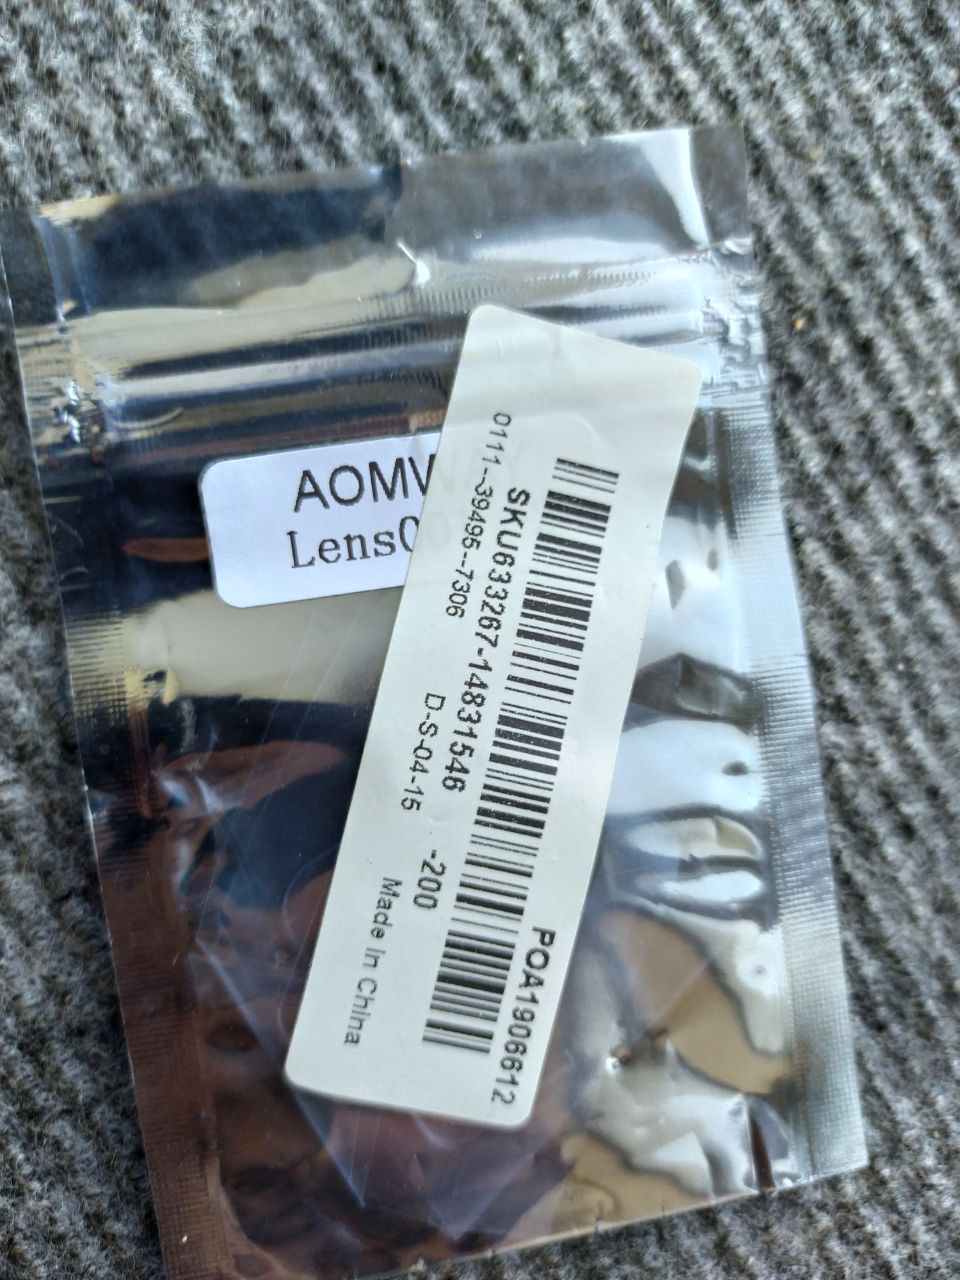 AOMW
Lens
POA1906612
SKU633267-14831546 -200
0111--39495--7306 D-S-04-15 Made In China